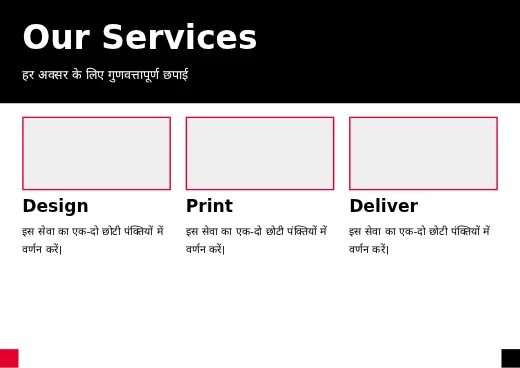 Our Services
हर अवसर के लिए गुणवत्तापूर्ण छपाई
Design
इस सेवा का एक-दो छोटी पंक्तियों में
वर्णन करें|
Print
इस सेवा का एक-दो छोटी पंक्तियों में
वर्णन करें|
Deliver
इस सेवा का एक-दो छोटी पंक्तियों में
वर्णन करें|